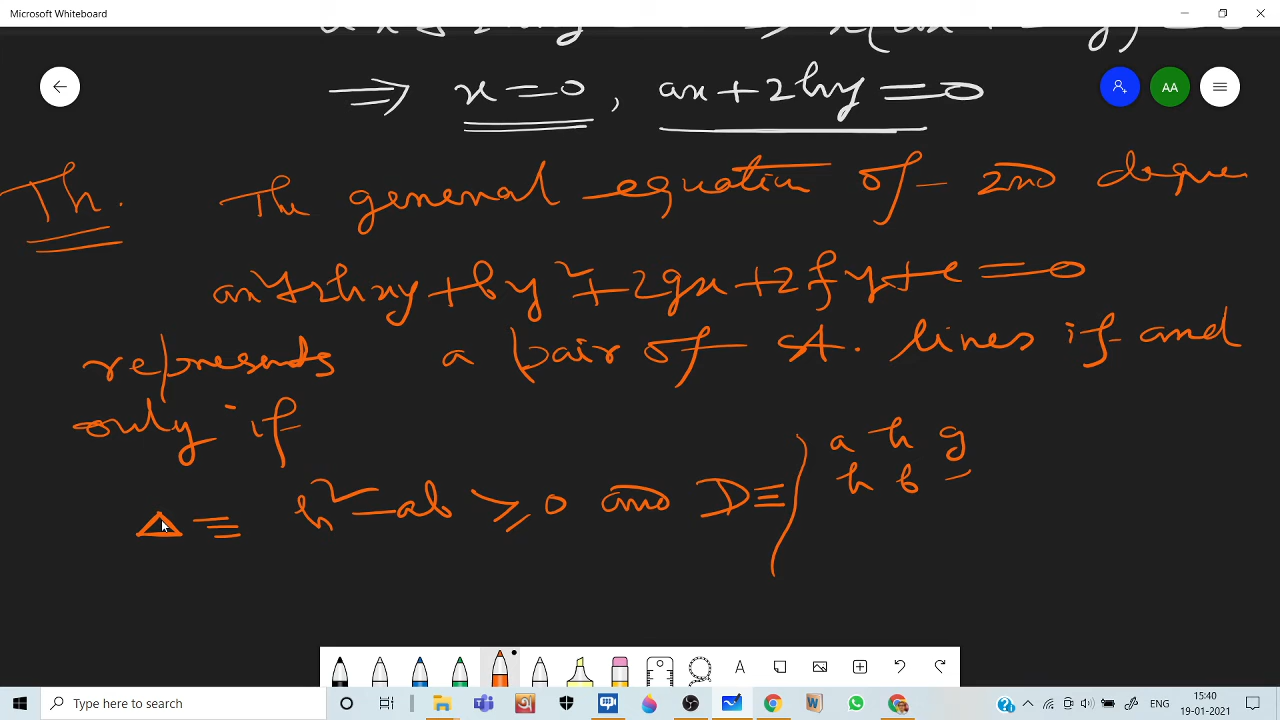 Microsoft Whiteboard
⇒ x=0, ax+2hy=0
AA
Th. The general equation of 2nd degree
ax²+2hxy+by²+2gx+2fy+c=0
represents a pair of st. lines if and
only if
a h g
h b
Δ≡ h²-ab ≥0 and D≡
A
Type here to search
ENG
15:40
19-01-2021